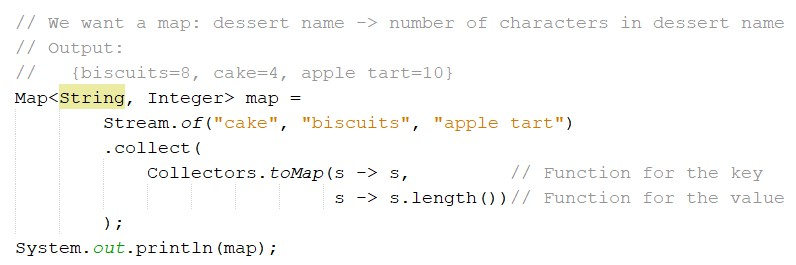 // We want a map: dessert name -> number of characters in dessert name
// Output:
//   {biscuits=8, cake=4, apple tart=10}
Map<String, Integer> map =
Stream.of("cake", "biscuits", "apple tart")
.collect(
Collectors.toMap(s -> s,          // Function for the key
s -> s.length())// Function for the value
);
System.out.println(map);